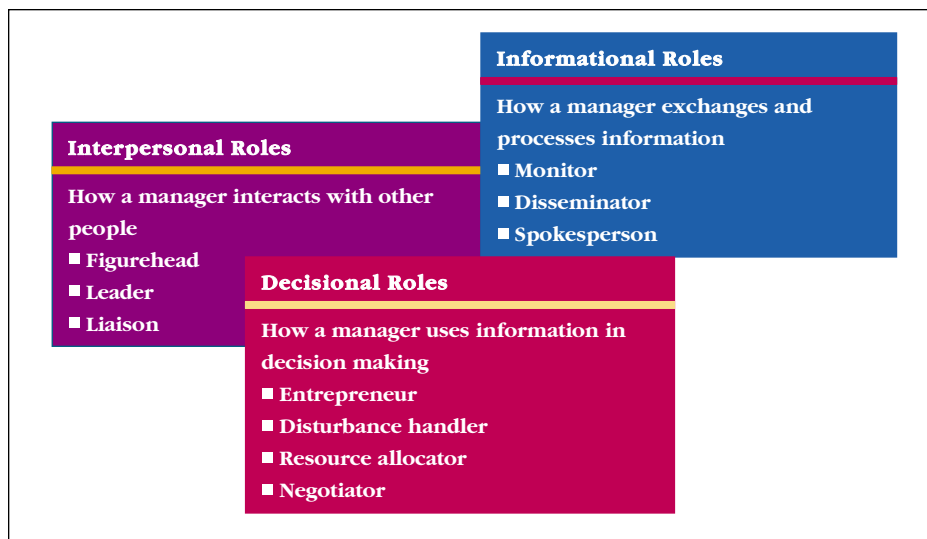 Informational Roles
How a manager exchanges and
processes information
Monitor
Disseminator
Spokesperson
Interpersonal Roles
How a manager interacts with other
people
Figurehead
Leader
Liaison
Decisional Roles
How a manager uses information in
decision making
Entrepreneur
Disturbance handler
Resource allocator
Negotiator